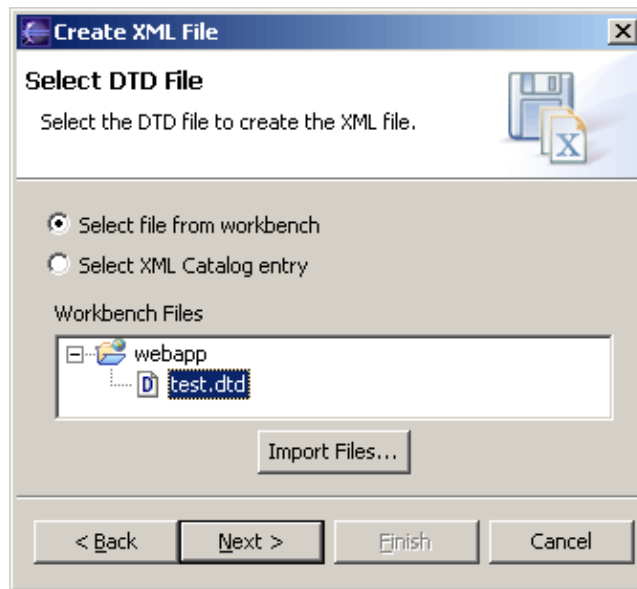 Create XML File
Select DTD File
Select the DTD file to create the XML file.
X
Select file from workbench
Select XML Catalog entry
Workbench Files
webapp
D test.dtd
Import Files...
< Back Next > Finish Cancel